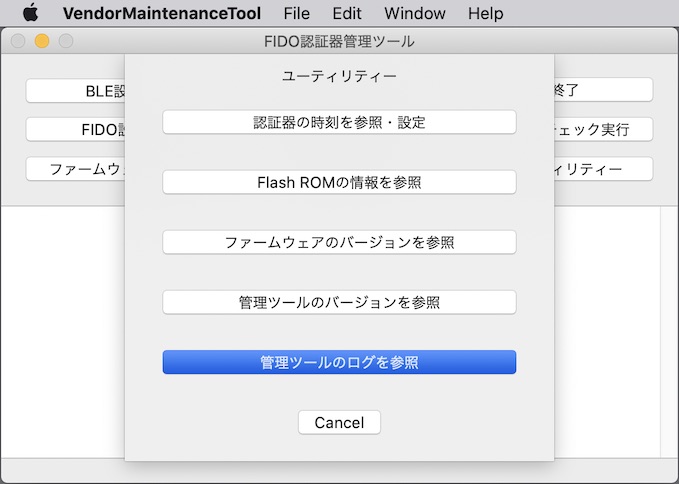 VendorMaintenanceTool File Edit Window Help
FIDO認証器管理ツール
ユーティリティー
BLE設
終了
認証器の時刻を参照・設定
FIDO
チェック実行
ファームウ
ィリティー
Flash ROMの情報を参照
ファームウェアのバージョンを参照
管理ツールのバージョンを参照
管理ツールのログを参照
Cancel